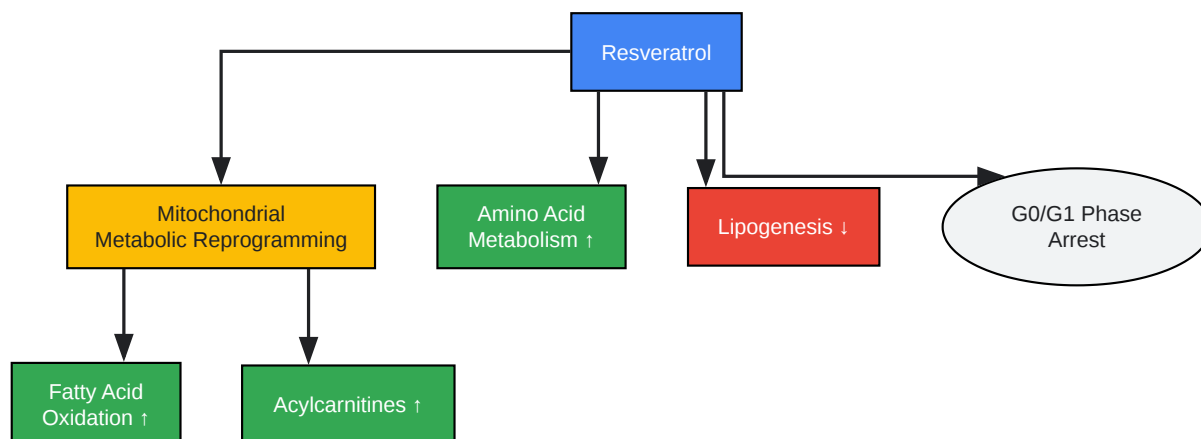 Resveratrol
Mitochondrial
Metabolic Reprogramming
Amino Acid
Metabolism ↑
Lipogenesis ↓
G0/G1 Phase
Arrest
Fatty Acid
Oxidation ↑
Acylcarnitines ↑